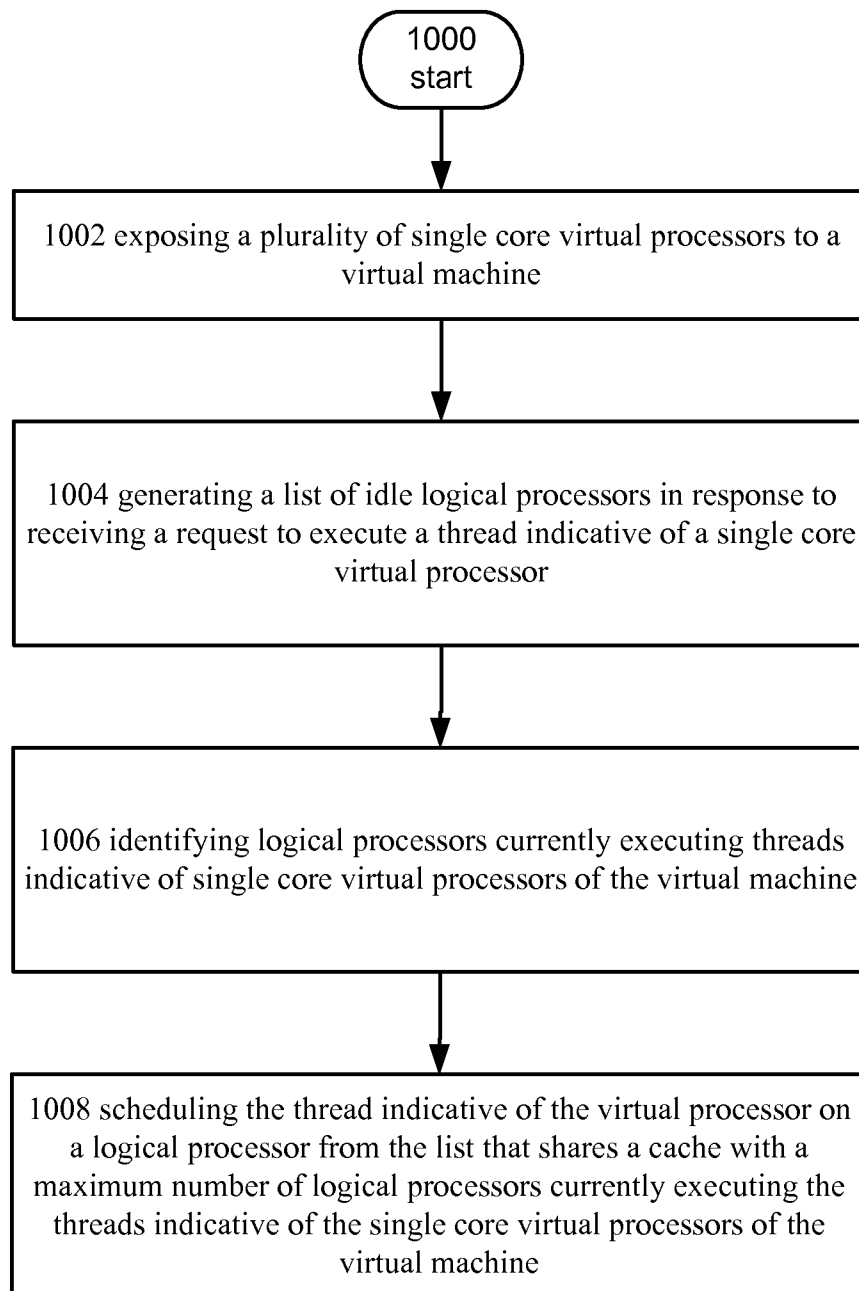 1000
start
1002 exposing a plurality of single core virtual processors to a
virtual machine
1004 generating a list of idle logical processors in response to
receiving a request to execute a thread indicative of a single core
virtual processor
1006 identifying logical processors currently executing threads
indicative of single core virtual processors of the virtual machine
1008 scheduling the thread indicative of the virtual processor on
a logical processor from the list that shares a cache with a
maximum number of logical processors currently executing the
threads indicative of the single core virtual processors of the
virtual machine